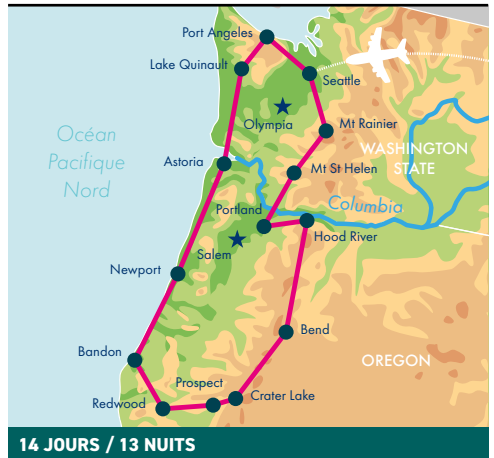 Port Angeles
Lake Quinault
Seattle
Olympia
Mt Rainier
Océan
Pacifique
Nord
WASHINGTON
STATE
Astoria
Mt St Helen
Columbia
Portland
Hood River
Salem
Newport
Bend
Bandon
OREGON
Prospect
Crater Lake
Redwood
14 JOURS / 13 NUITS